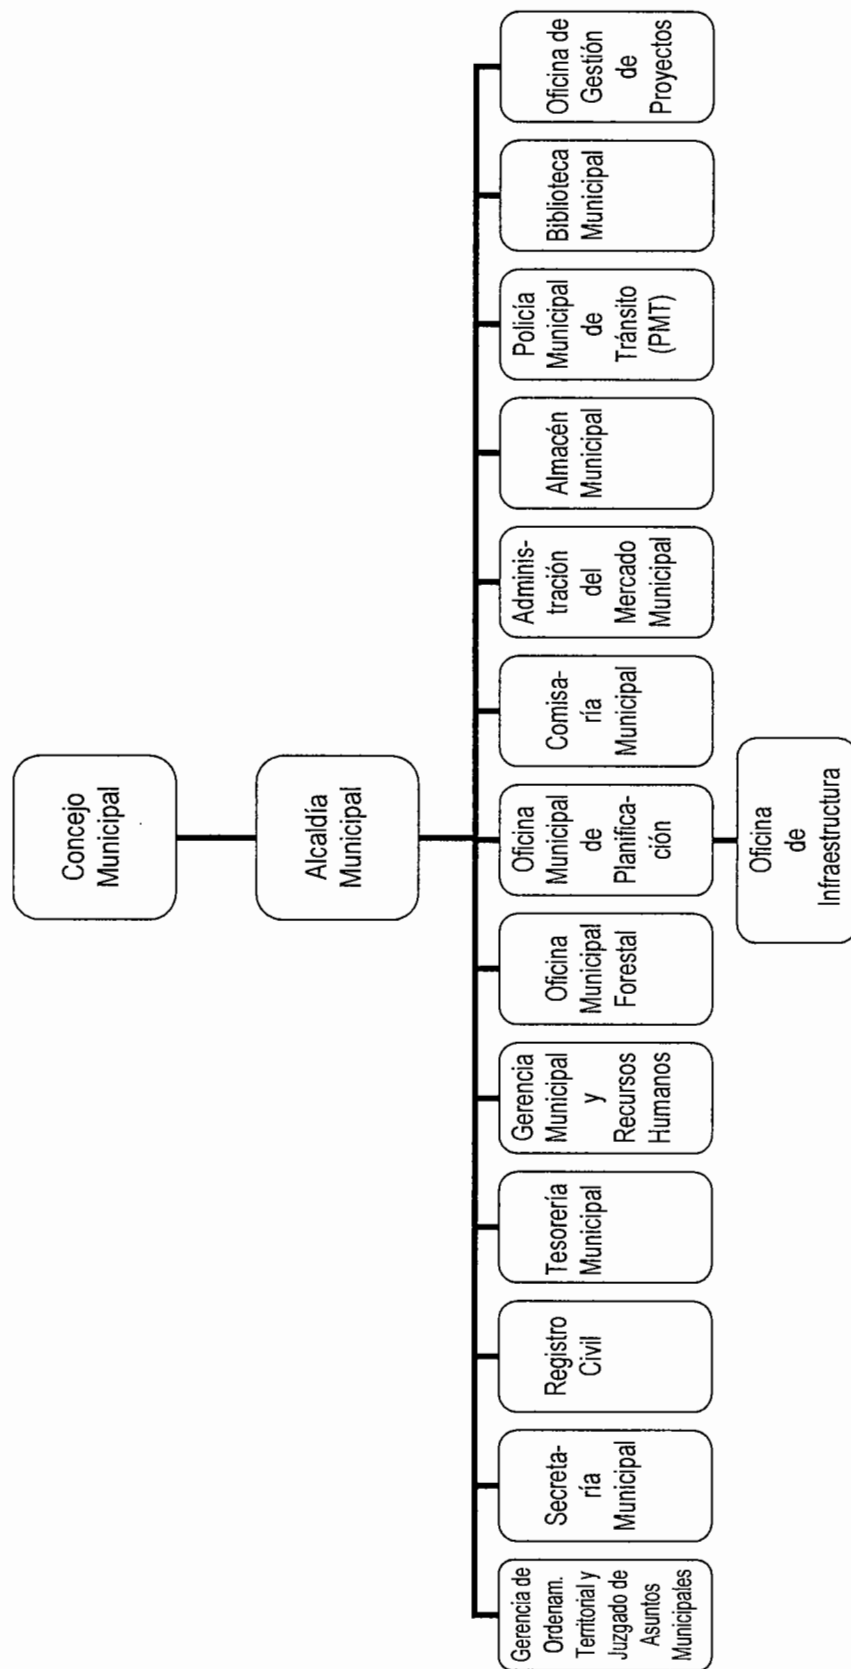 Concejo
Municipal
Alcaldía
Municipal
Gerencia de
Ordenam.
Territorial y
Juzgado de
Asuntos
Municipales
Secreta-
ría
Municipal
Registro
Civil
Tesorería
Municipal
Gerencia
Municipal
y
Recursos
Humanos
Oficina
Municipal
Forestal
Oficina
Municipal
de
Planifica-
ción
Comisa-
ría
Municipal
Adminis-
tración
del
Mercado
Municipal
Almacén
Municipal
Policía
Municipal
de
Tránsito
(PMT)
Biblioteca
Municipal
Oficina de
Gestión
de
Proyectos
Oficina
de
Infraestructura